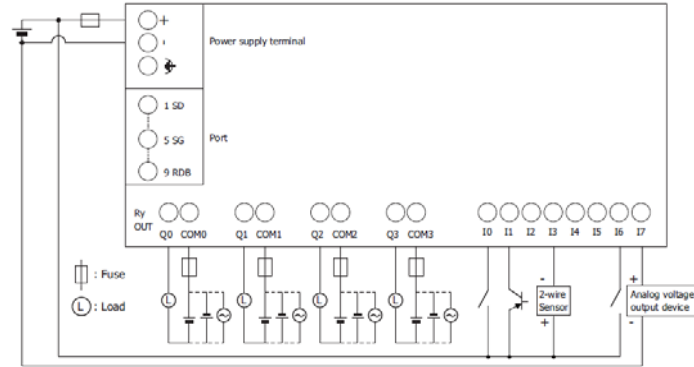 +
-
Power supply terminal
1 SD
5 SG
Port
9 RDB
Ry
OUT
Q0 COM0 Q1 COM1 Q2 COM2 Q3 COM3 I0 I1 I2 I3 I4 I5 I6 I7
: Fuse
L : Load
L
L
L
L
-
2-wire
Sensor
+
+
Analog voltage
output device
-